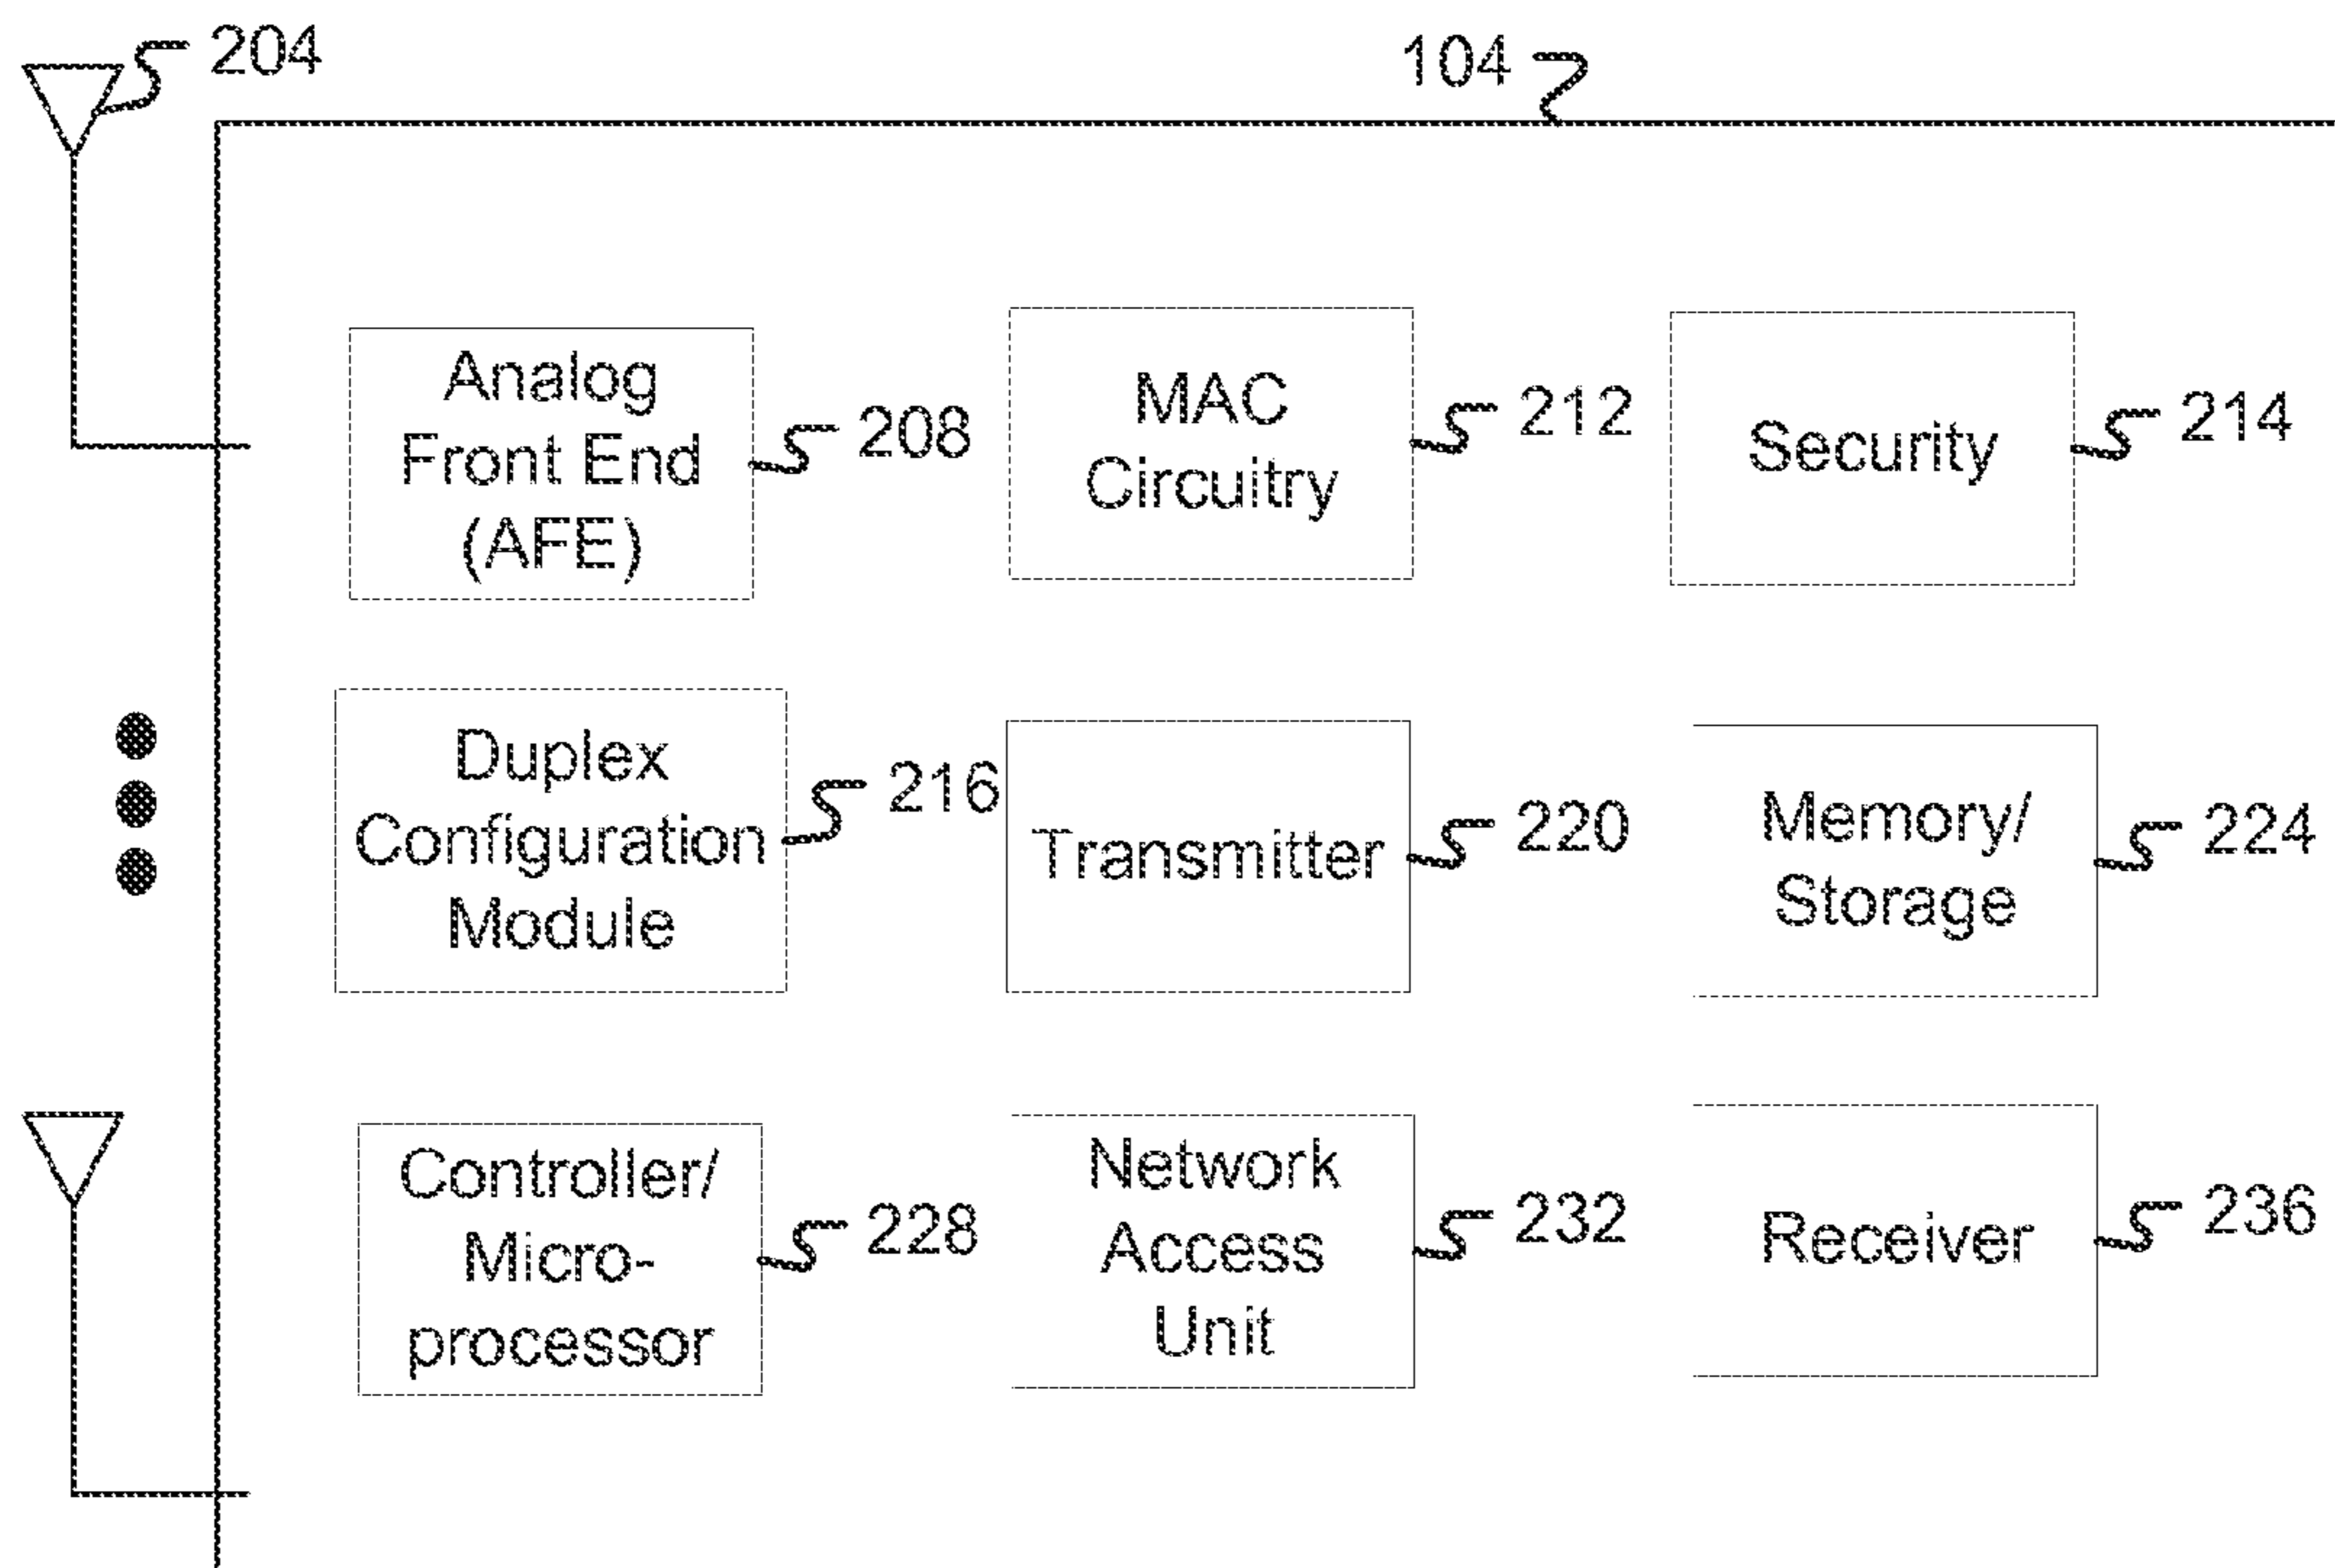 204
104
Analog
Front End
(AFE)
208
MAC
Circuitry
212
Security
214
Duplex
Configuration
Module
216
Transmitter
220
Memory/
Storage
224
Controller/
Micro-
processor
228
Network
Access
Unit
232
Receiver
236